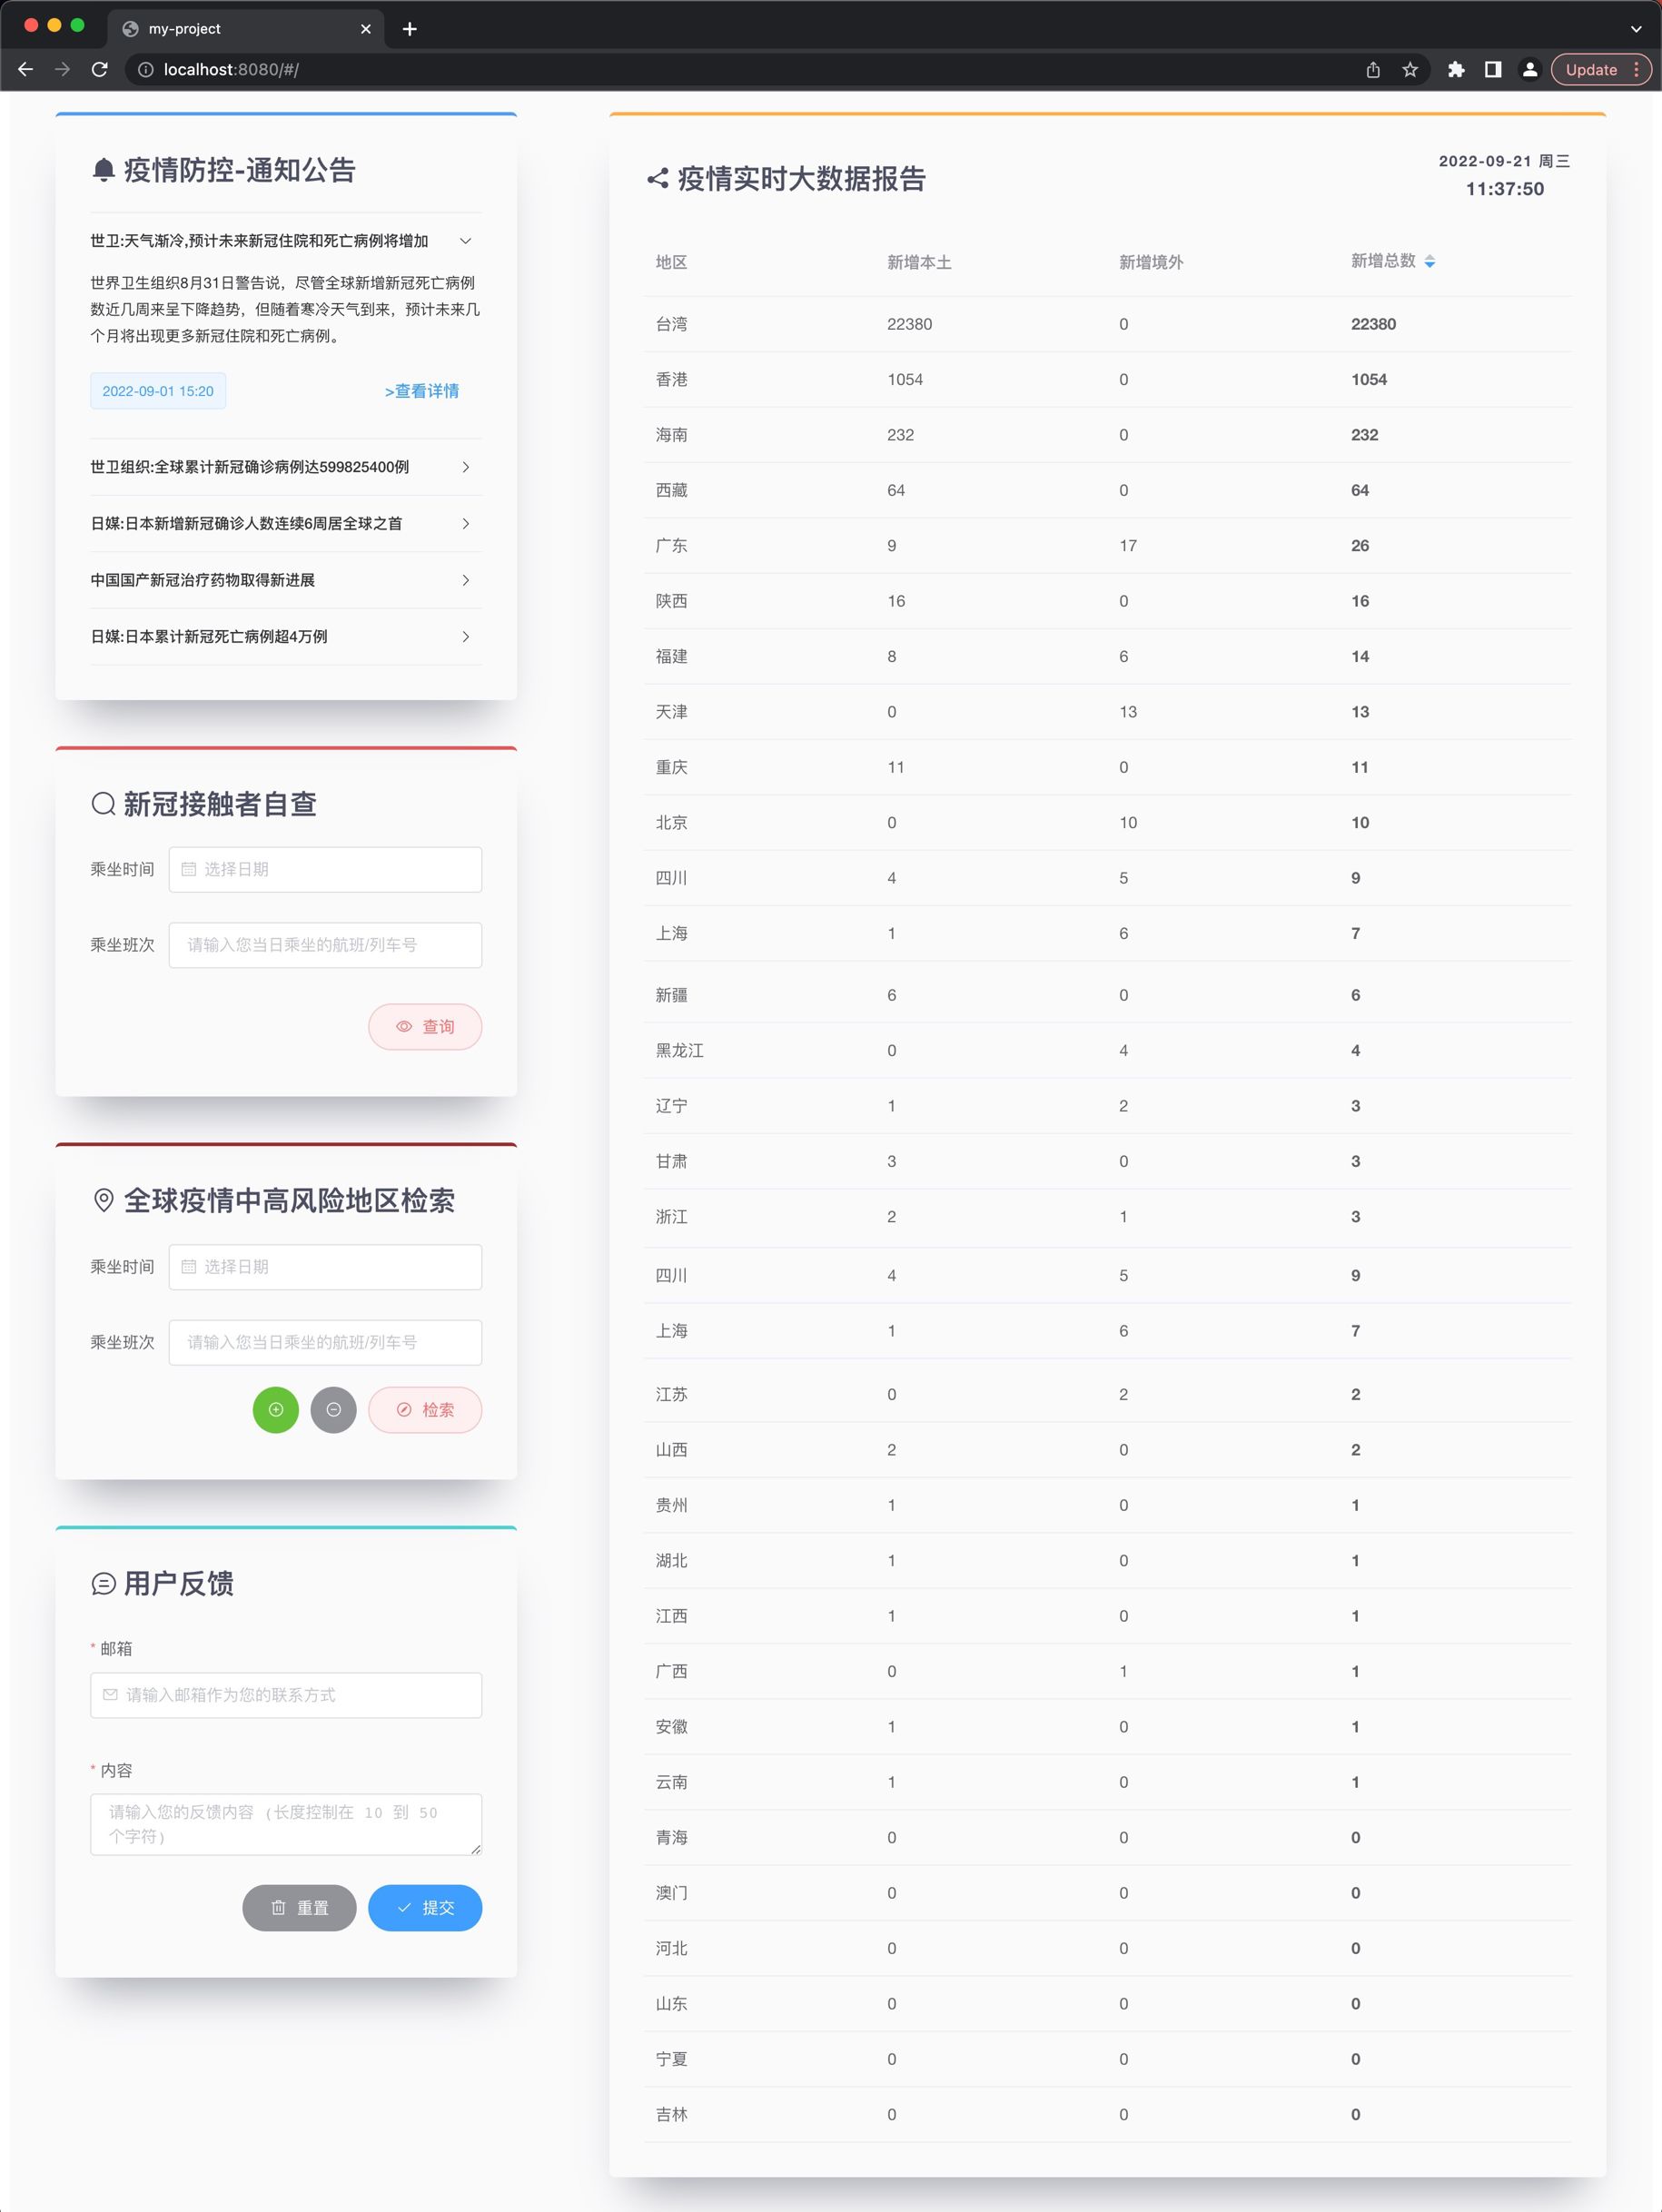 my-project
localhost:8080/#/
Update
疫情防控-通知公告
世卫:天气渐冷,预计未来新冠住院和死亡病例将增加
世界卫生组织8月31日警告说，尽管全球新增新冠死亡病例
数近几周来呈下降趋势，但随着寒冷天气到来，预计未来几
个月将出现更多新冠住院和死亡病例。
2022-09-01 15:20 >查看详情
世卫组织:全球累计新冠确诊病例达599825400例
日媒:日本新增新冠确诊人数连续6周居全球之首
中国国产新冠治疗药物取得新进展
日媒:日本累计新冠死亡病例超4万例
新冠接触者自查
乘坐时间 选择日期
乘坐班次 请输入您当日乘坐的航班/列车号
查询
全球疫情中高风险地区检索
乘坐时间 选择日期
乘坐班次 请输入您当日乘坐的航班/列车号
检索
用户反馈
* 邮箱
请输入邮箱作为您的联系方式
* 内容
请输入您的反馈内容 (长度控制在 10 到 50
个字符)
重置 提交
疫情实时大数据报告
2022-09-21 周三
11:37:50
地区 新增本土 新增境外 新增总数
台湾 22380 0 22380
香港 1054 0 1054
海南 232 0 232
西藏 64 0 64
广东 9 17 26
陕西 16 0 16
福建 8 6 14
天津 0 13 13
重庆 11 0 11
北京 0 10 10
四川 4 5 9
上海 1 6 7
新疆 6 0 6
黑龙江 0 4 4
辽宁 1 2 3
甘肃 3 0 3
浙江 2 1 3
四川 4 5 9
上海 1 6 7
江苏 0 2 2
山西 2 0 2
贵州 1 0 1
湖北 1 0 1
江西 1 0 1
广西 0 1 1
安徽 1 0 1
云南 1 0 1
青海 0 0 0
澳门 0 0 0
河北 0 0 0
山东 0 0 0
宁夏 0 0 0
吉林 0 0 0